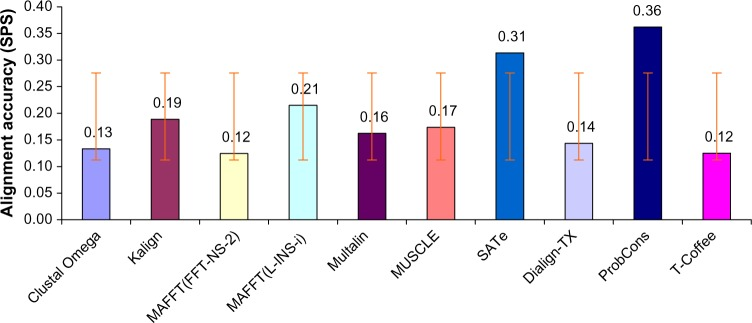 Alignment accuracy (SPS)
0.40
0.35
0.30
0.25
0.20
0.15
0.10
0.05
0.00
0.13
0.19
0.12
0.21
0.16
0.17
0.31
0.14
0.36
0.12
Clustal Omega
Kalign
MAFFT(FFT-NS-2)
MAFFT(L-INS-i)
Multalin
MUSCLE
SATe
Dialign-TX
ProbCons
T-Coffee